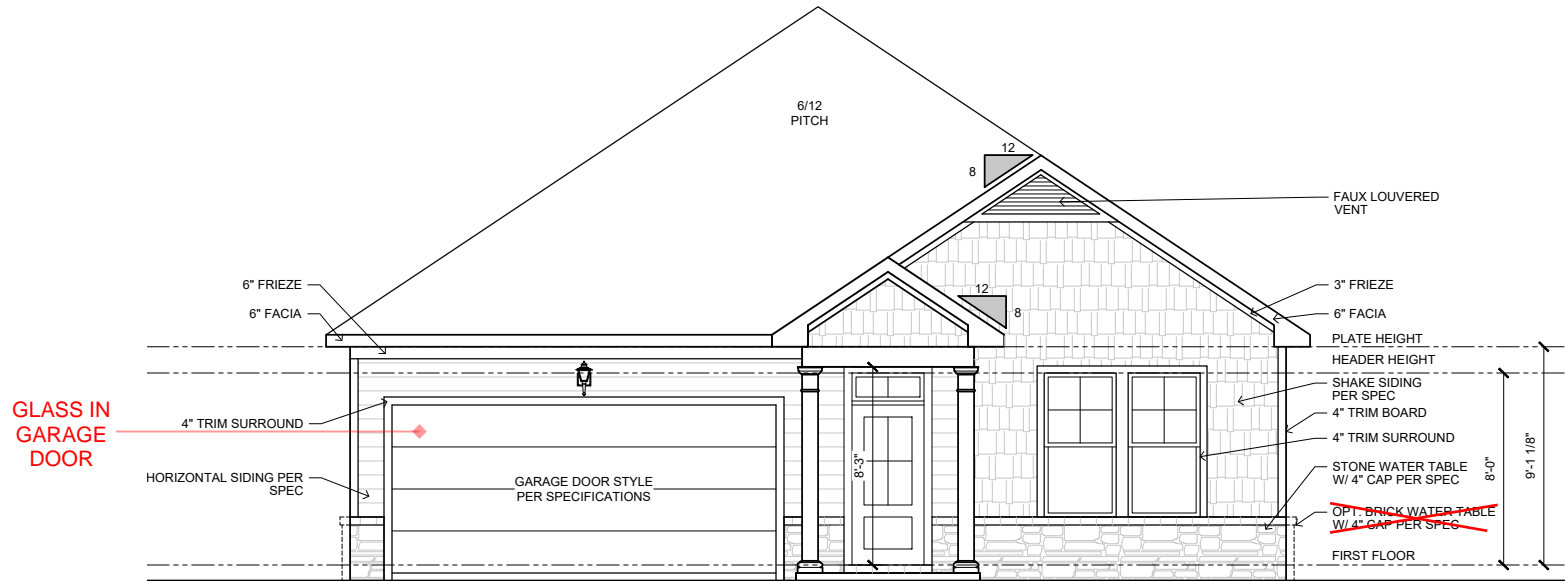 6/12
PITCH
12
8
FAUX LOUVERED
VENT
6" FRIEZE
6" FACIA
12
8
3" FRIEZE
6" FACIA
PLATE HEIGHT
HEADER HEIGHT
SHAKE SIDING
PER SPEC
4" TRIM BOARD
4" TRIM SURROUND
GLASS IN
GARAGE
DOOR
4" TRIM SURROUND
HORIZONTAL SIDING PER
SPEC
GARAGE DOOR STYLE
PER SPECIFICATIONS
8'-3"
STONE WATER TABLE
W/ 4" CAP PER SPEC
OPT. BRICK WATER TABLE
W/ 4" CAP PER SPEC
FIRST FLOOR
8'-0"
9'-1 1/8"